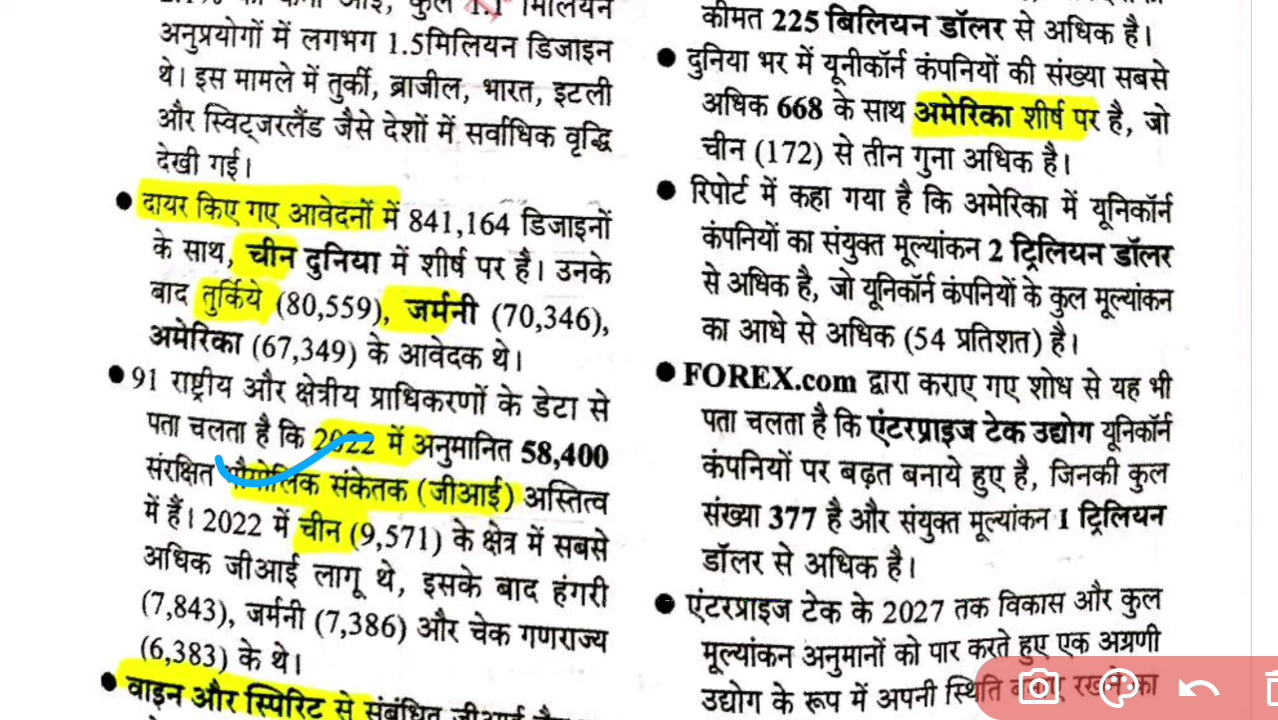 अनुप्रयोगों में लगभग 1.5मिलियन डिजाइन
थे। इस मामले में तुर्की, ब्राजील, भारत, इटली
और स्विट्जरलैंड जैसे देशों में सर्वाधिक वृद्धि
देखी गई।
● दायर किए गए आवेदनों में 841,164 डिजाइनों
के साथ, चीन दुनिया में शीर्ष पर है। उनके
बाद तुर्किये (80,559), जर्मनी (70,346),
अमेरिका (67,349) के आवेदक थे।
● 91 राष्ट्रीय और क्षेत्रीय प्राधिकरणों के डेटा से
पता चलता है कि 2022 में अनुमानित 58,400
संरक्षित भौगोलिक संकेतक (जीआई) अस्तित्व
में हैं। 2022 में चीन (9,571) के क्षेत्र में सबसे
अधिक जीआई लागू थे, इसके बाद हंगरी
(7,843), जर्मनी (7,386) और चेक गणराज्य
(6,383) के थे।
● वाइन और स्पिरिट से संबंधित जीआई
कीमत 225 बिलियन डॉलर से अधिक है।
● दुनिया भर में यूनीकॉर्न कंपनियों की संख्या सबसे
अधिक 668 के साथ अमेरिका शीर्ष पर है, जो
चीन (172) से तीन गुना अधिक है।
● रिपोर्ट में कहा गया है कि अमेरिका में यूनिकॉर्न
कंपनियों का संयुक्त मूल्यांकन 2 ट्रिलियन डॉलर
से अधिक है, जो यूनिकॉर्न कंपनियों के कुल मूल्यांकन
का आधे से अधिक (54 प्रतिशत) है।
● FOREX.com द्वारा कराए गए शोध से यह भी
पता चलता है कि एंटरप्राइज टेक उद्योग यूनिकॉर्न
कंपनियों पर बढ़त बनाये हुए है, जिनकी कुल
संख्या 377 है और संयुक्त मूल्यांकन 1 ट्रिलियन
डॉलर से अधिक है।
● एंटरप्राइज टेक के 2027 तक विकास और कुल
मूल्यांकन अनुमानों को पार करते हुए एक अग्रणी
उद्योग के रूप में अपनी स्थिति बनाए रखने का